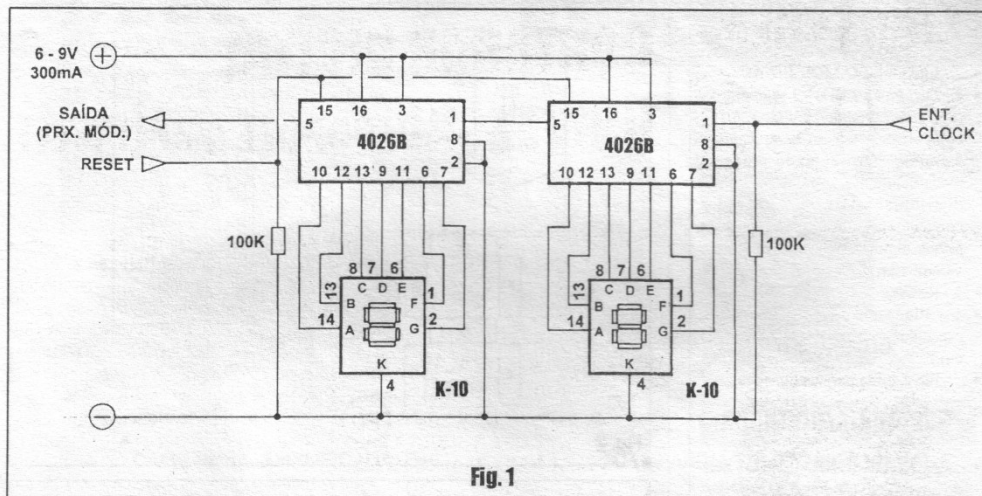 6 - 9V
300mA
SAÍDA
(PRX. MÓD.)
RESET
ENT.
CLOCK
15 16 3
5 1
4026B 8
2
10 12 13 9 11 6 7
15 16 3
5 1
4026B 8
2
10 12 13 9 11 6 7
100K
100K
8 7 6
C D E
13 B F 1
14 A G 2
K
4
K-10
8 7 6
C D E
13 B F 1
14 A G 2
K
4
K-10
Fig. 1